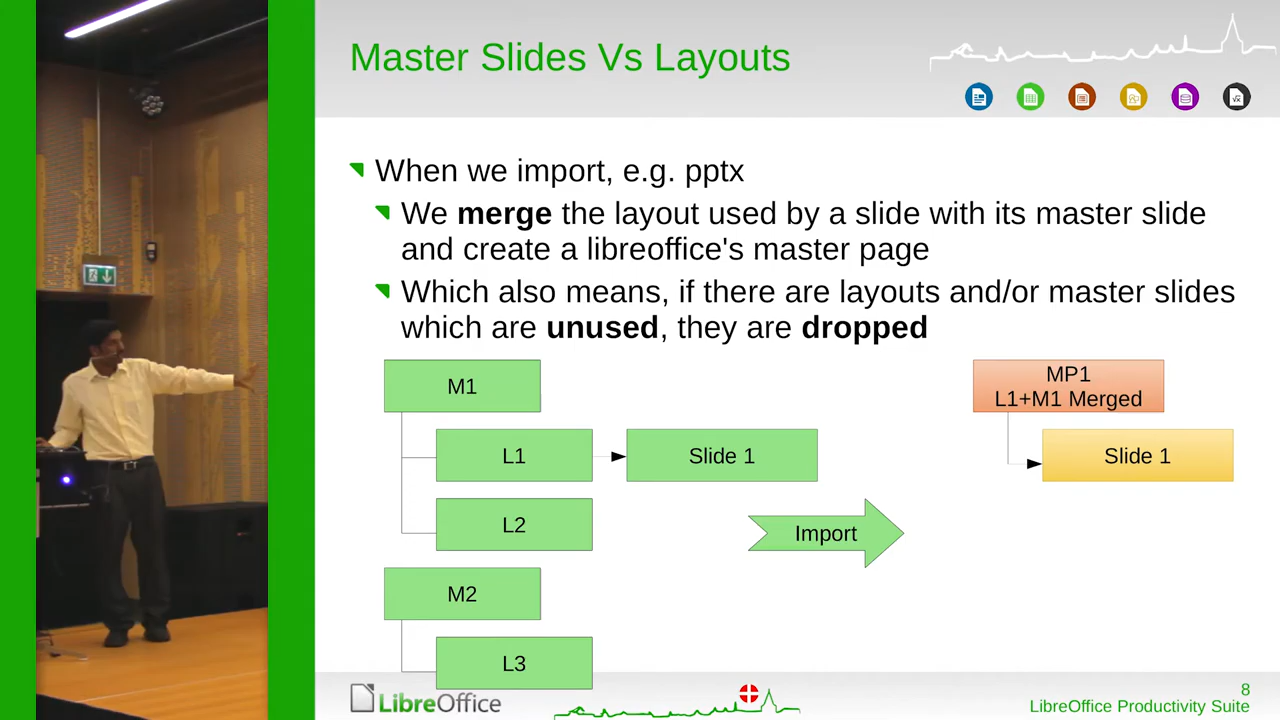 Master Slides Vs Layouts
When we import, e.g. pptx
We merge the layout used by a slide with its master slide
and create a libreoffice's master page
Which also means, if there are layouts and/or master slides
which are unused, they are dropped
M1
MP1
L1+M1 Merged
L1
Slide 1
Slide 1
L2
Import
M2
L3
LibreOffice
8
LibreOffice Productivity Suite